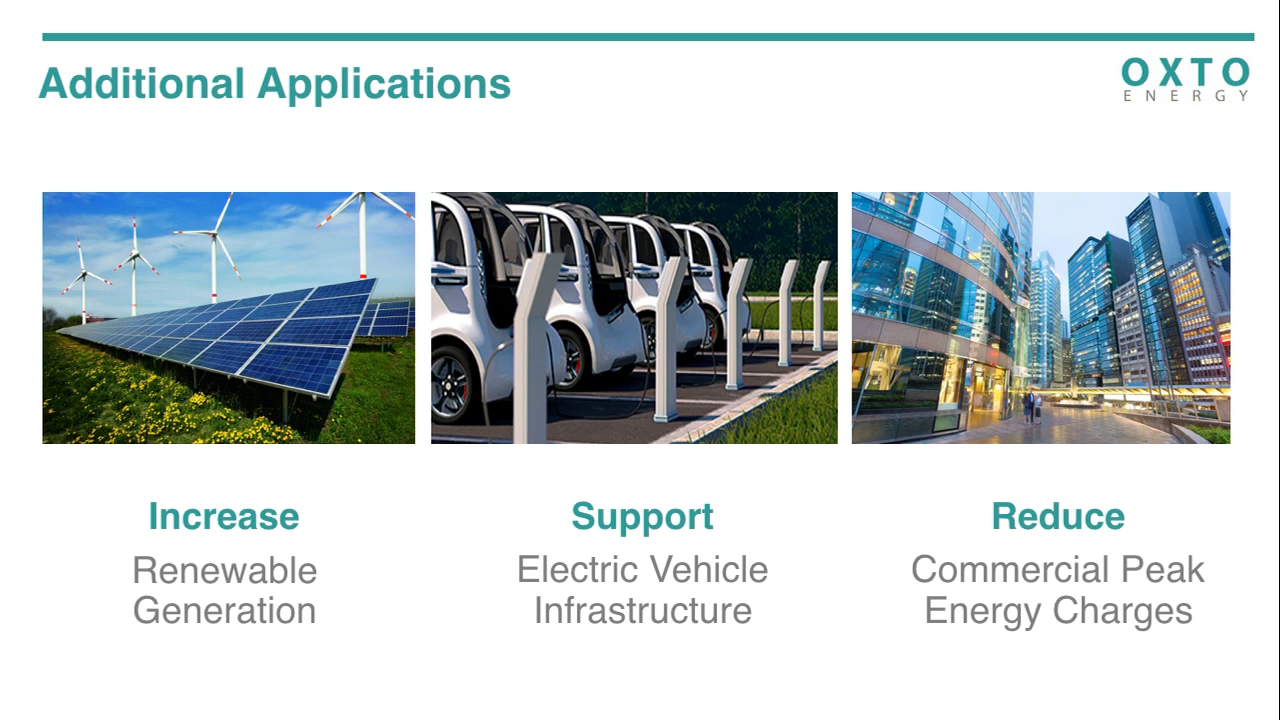 Additional Applications
OXTO
ENERGY
Increase
Renewable
Generation
Support
Electric Vehicle
Infrastructure
Reduce
Commercial Peak
Energy Charges